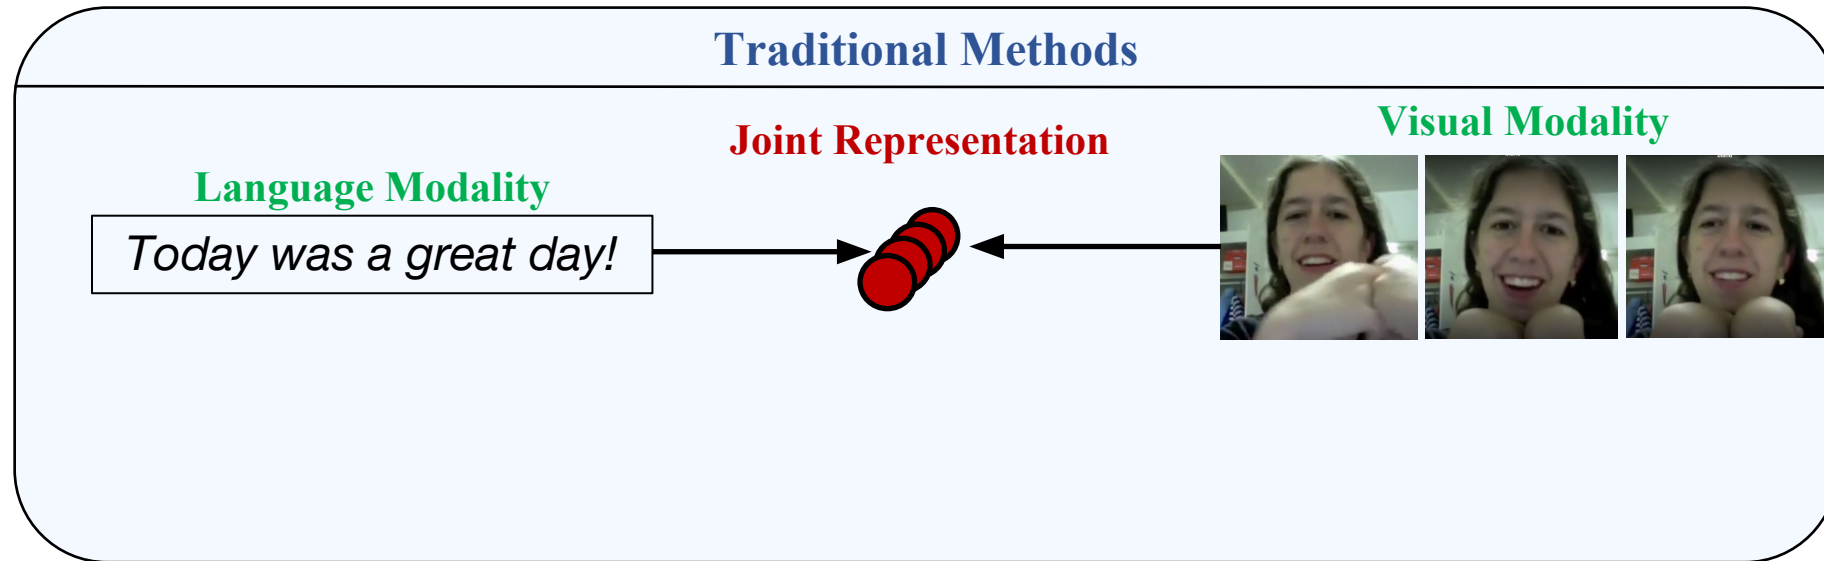 Traditional Methods
Joint Representation
Visual Modality
Language Modality
Today was a great day!